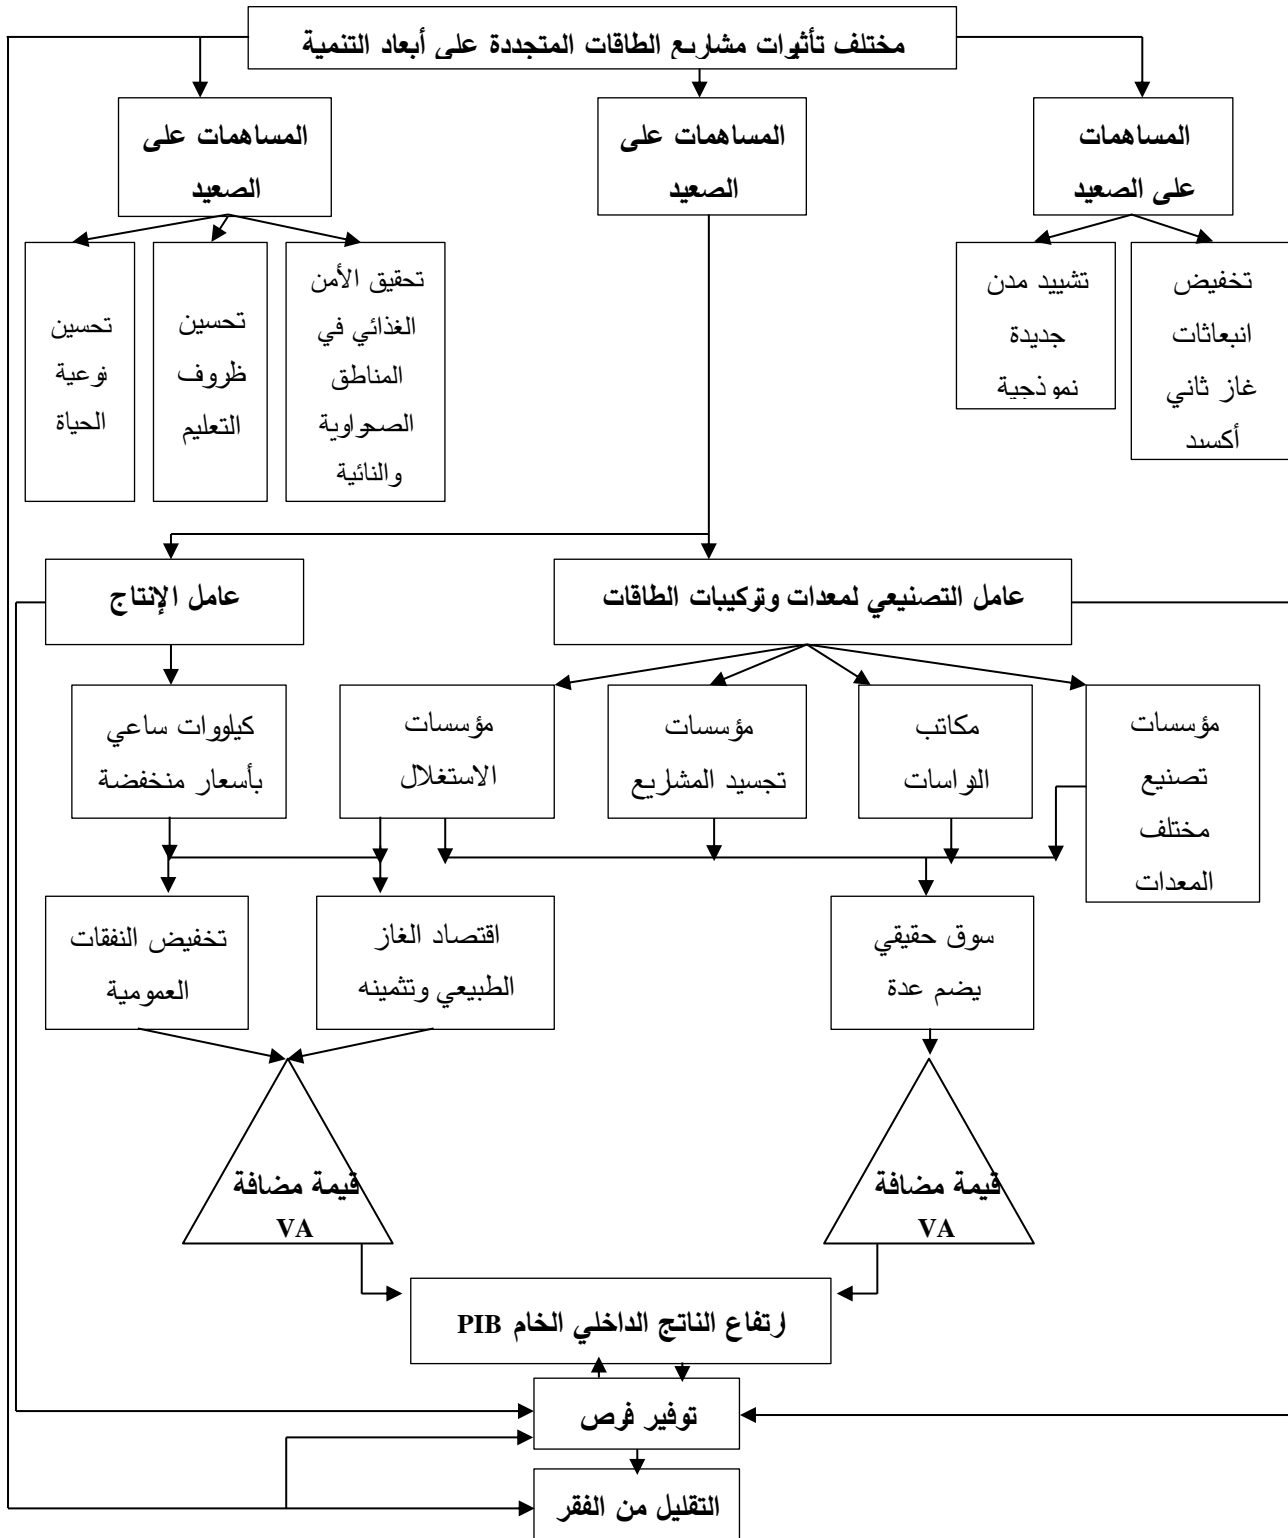 مختلف تأثيرات مشاريع الطاقات المتجددة على أبعاد التنمية
المساهمات
على الصعيد
المساهمات على
الصعيد
المساهمات على
الصعيد
تخفيض
انبعاثات
غاز ثاني
أكسيد
تشييد مدن
جديدة
نموذجية
تحقيق الأمن
الغذائي في
المناطق
الصحراوية
والنائية
تحسين
ظروف
التعليم
تحسين
نوعية
الحياة
عامل التصنيعي لمعدات وتركيبات الطاقات
عامل الإنتاج
مؤسسات
تصنيع
مختلف
المعدات
مكاتب
الدراسات
مؤسسات
تجسيد المشاريع
مؤسسات
الاستغلال
كيلووات ساعي
بأسعار منخفضة
سوق حقيقي
يضم عدة
اقتصاد الغاز
الطبيعي وتثمينه
تخفيض النفقات
العمومية
قيمة مضافة
VA
قيمة مضافة
VA
ارتفاع الناتج الداخلي الخام PIB
توفير فرص
التقليل من الفقر